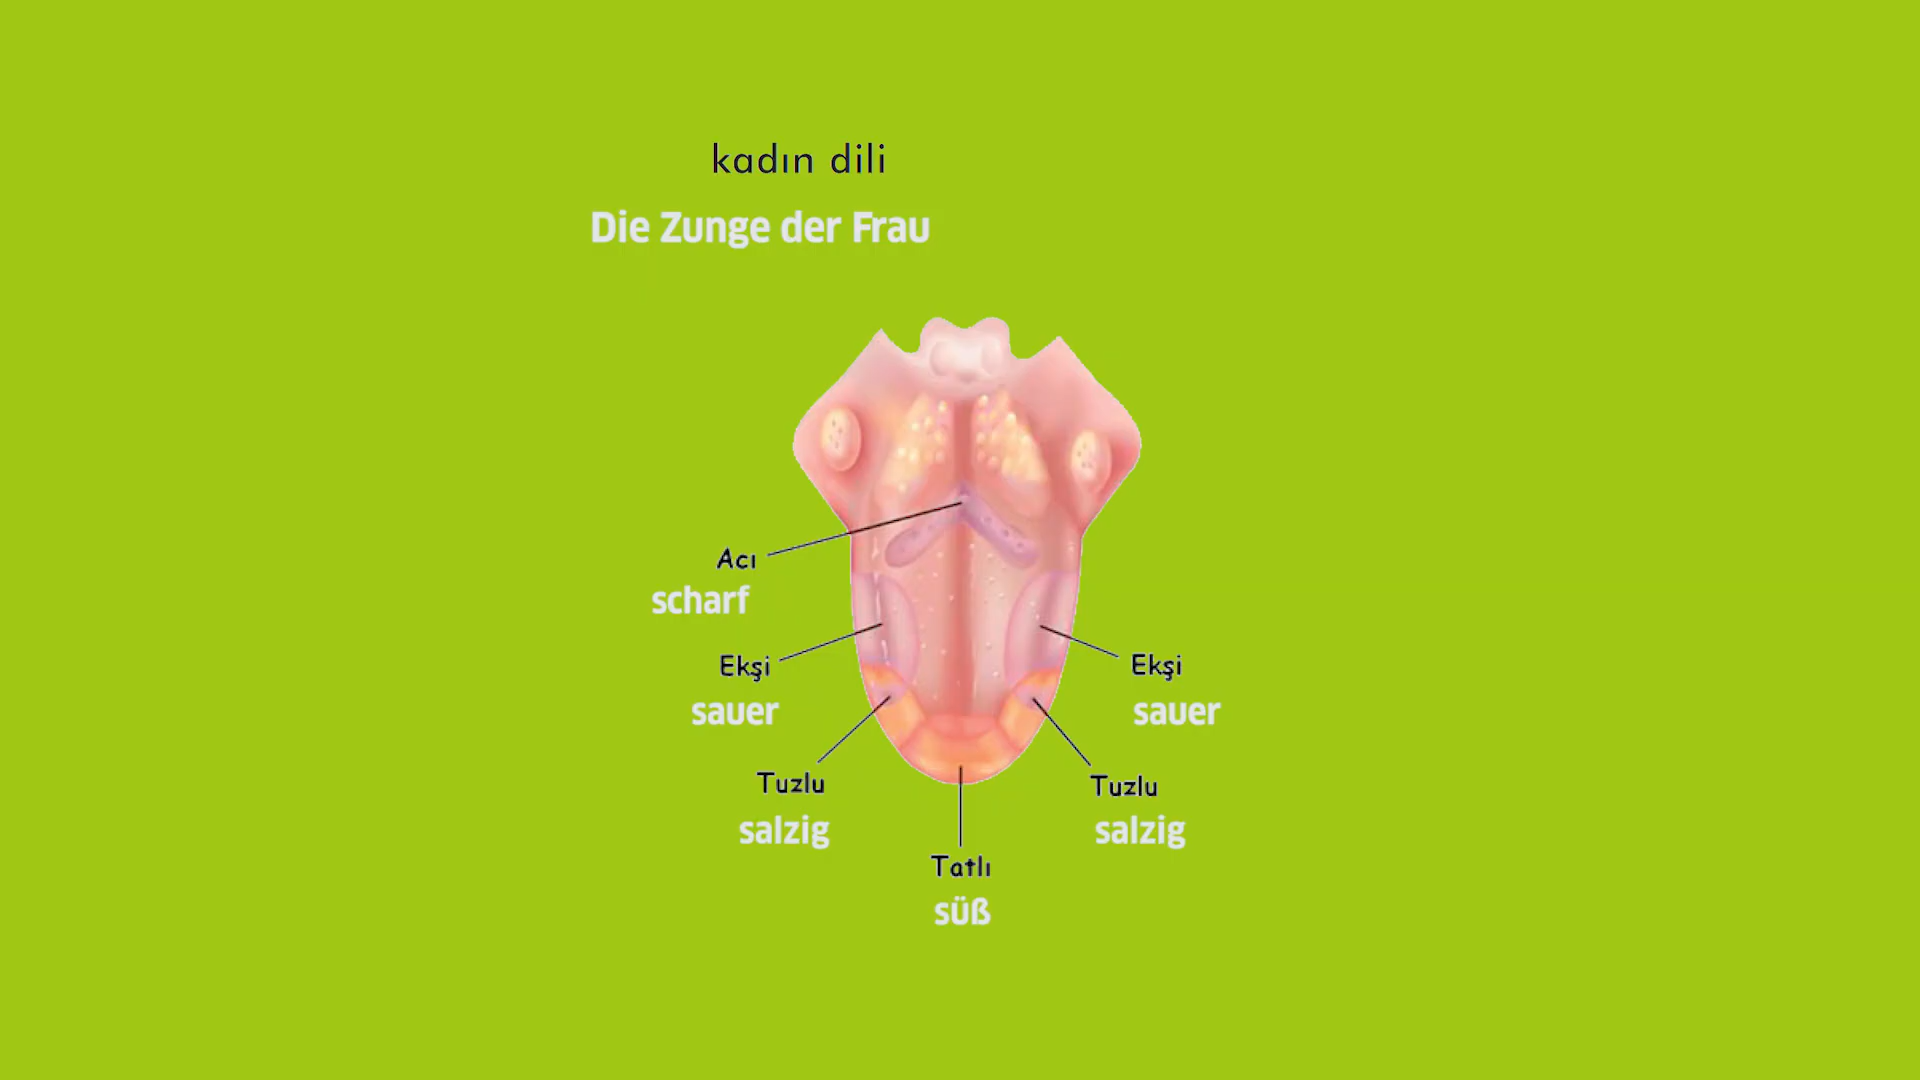 kadın dili
Die Zunge der Frau
Acı
scharf
Ekşi
sauer
Ekşi
sauer
Tuzlu
salzig
Tuzlu
salzig
Tatlı
süß